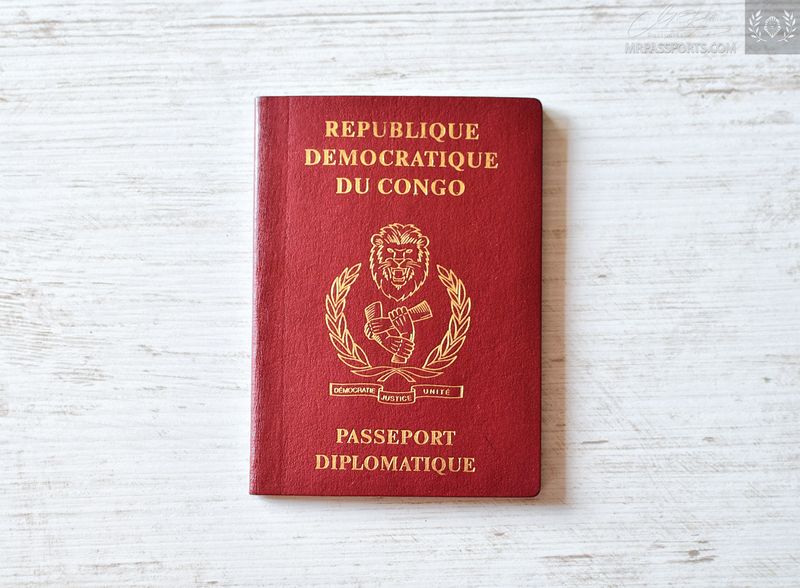 MRPASSPORTS.COM
REPUBLIQUE
DEMOCRATIQUE
DU CONGO
DÉMOCRATIE JUSTICE UNITÉ
PASSEPORT
DIPLOMATIQUE